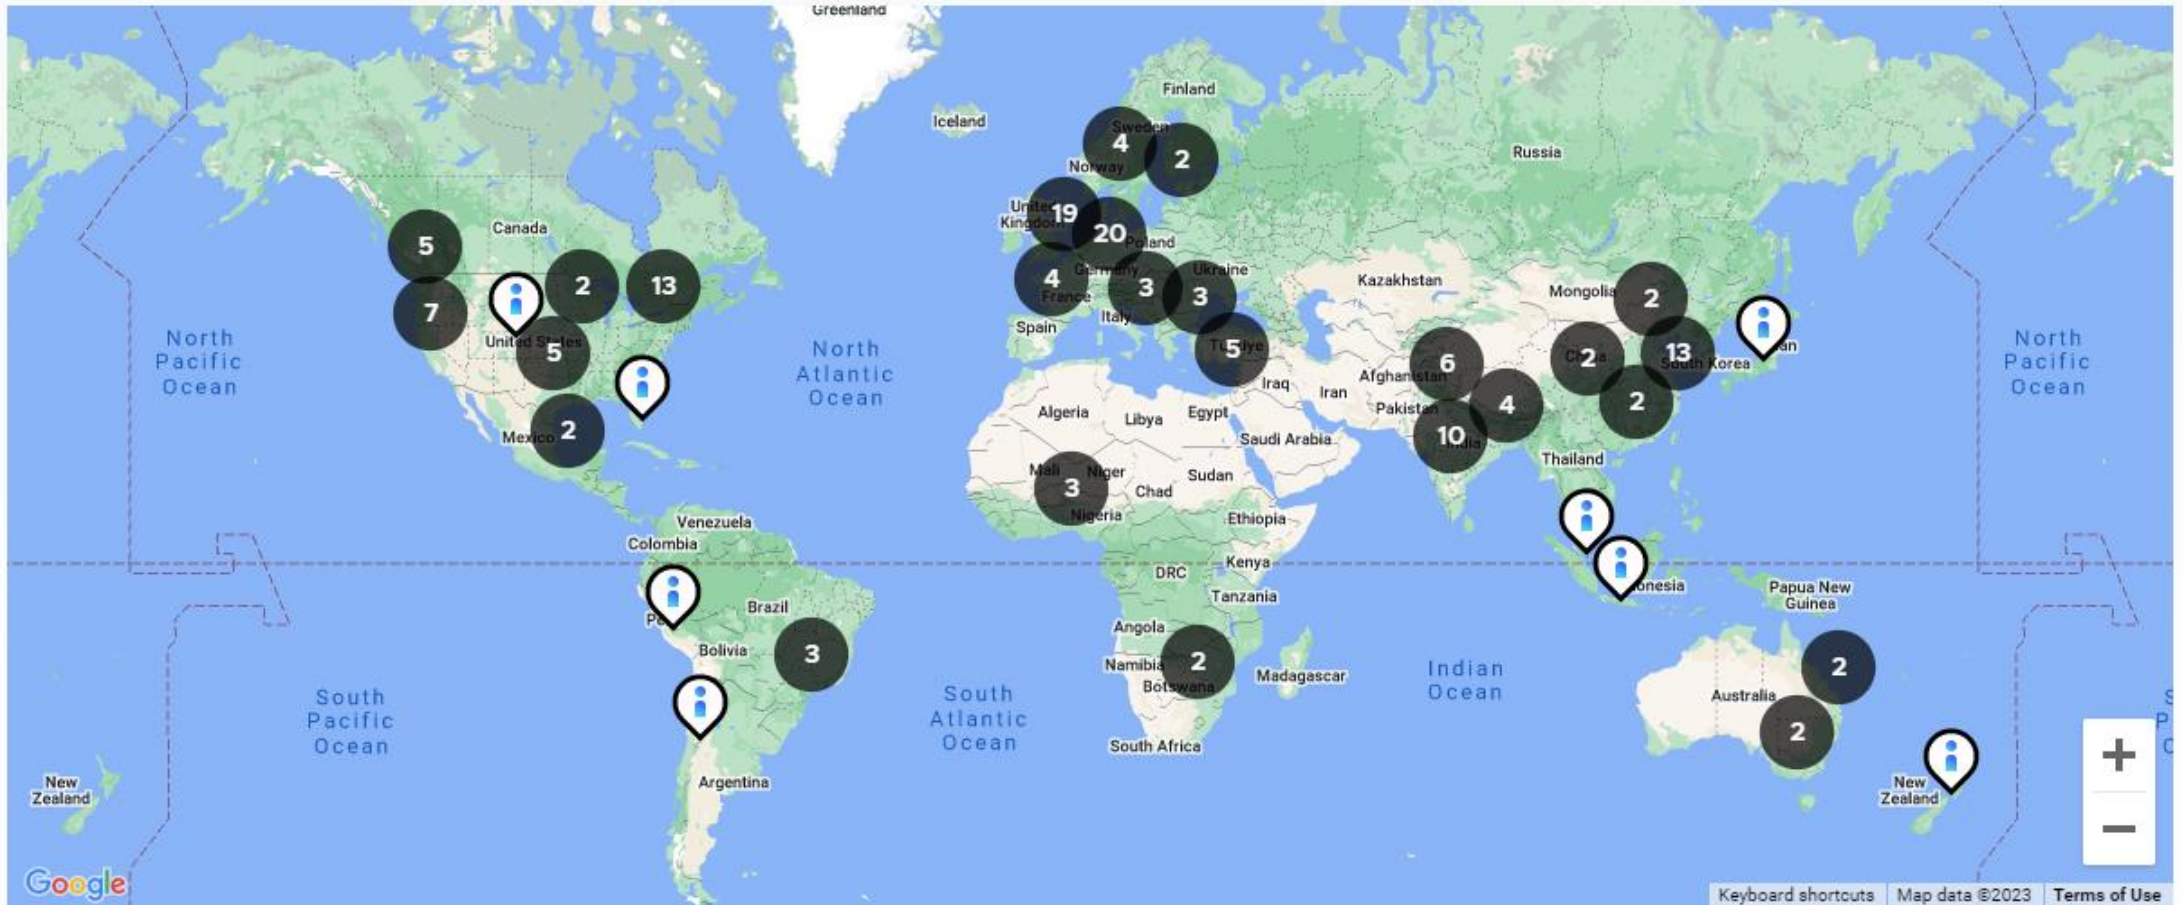 Greenland
Finland
Iceland
Sweden
4
2
Russia
Norway
United
Kingdom
19
Canada
5
20
Poland
Germany
Ukraine
4
France
3
3
Kazakhstan
Mongolia
2
2
13
7
Italy
Spain
United States
5
North
Pacific
Ocean
North
Atlantic
Ocean
Türkiye
5
Iraq
Iran
Afghanistan
6
China
2
13
South Korea
North
Pacific
Ocean
Pakistan
4
2
Algeria
Libya
Egypt
Saudi Arabia
10
India
Mexico
2
Thailand
Mali
Niger
3
Chad
Sudan
Nigeria
Ethiopia
Venezuela
Colombia
DRC
Kenya
Tanzania
onesia
Papua New
Guinea
Brazil
Pe
Bolivia
3
Angola
Namibia
2
Botswana
Madagascar
Indian
Ocean
2
Australia
2
South
Pacific
Ocean
South
Atlantic
Ocean
South Africa
Argentina
New
Zealand
New
Zealand
S
P
O
+
−
Google
Keyboard shortcuts
Map data ©2023
Terms of Use